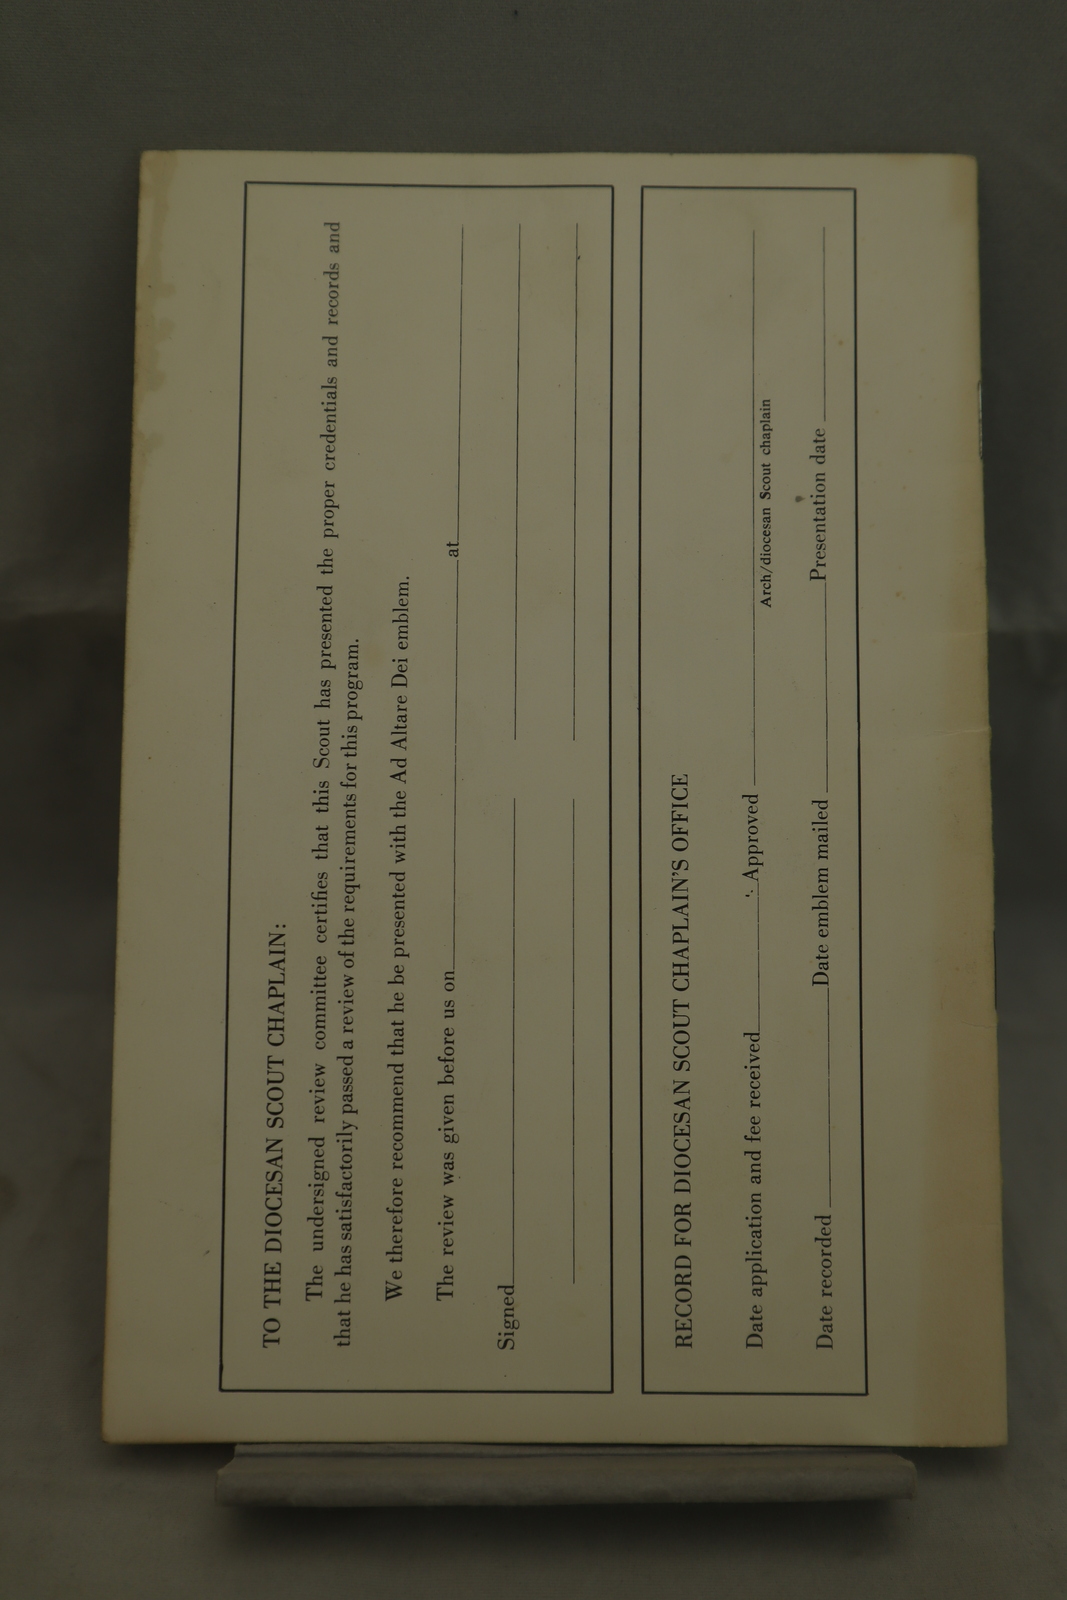 TO THE DIOCESAN SCOUT CHAPLAIN:
The undersigned review committee certifies that this Scout has presented the proper credentials and records and
that he has satisfactorily passed a review of the requirements for this program.
We therefore recommend that he be presented with the Ad Altare Dei emblem.
The review was given before us on at
Signed
RECORD FOR DIOCESAN SCOUT CHAPLAIN'S OFFICE
Date application and fee received Approved
Arch/diocesan Scout chaplain
Date recorded Date emblem mailed Presentation date